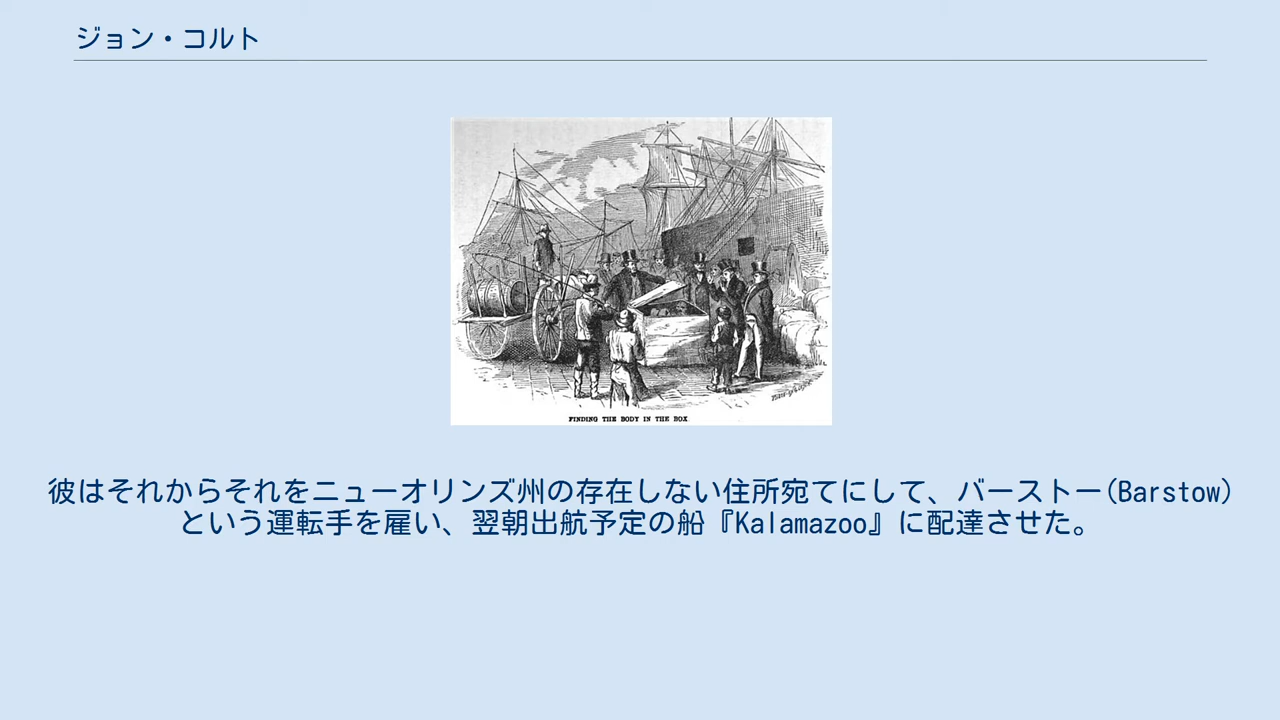 ジョン・コルト
FINDING THE BODY IN THE BOX
彼はそれからそれをニューオリンズ州の存在しない住所宛てにして、バーストー(Barstow)
という運転手を雇い、翌朝出航予定の船『Kalamazoo』に配達させた。